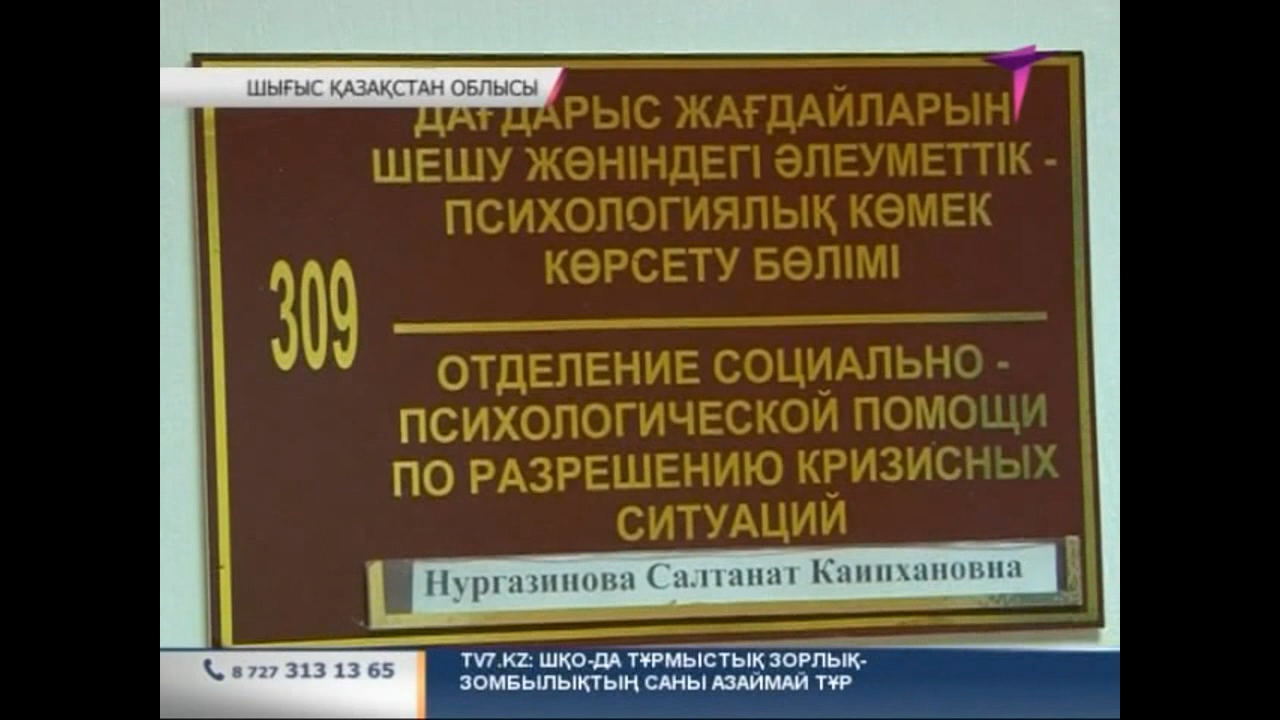 ШЫҒЫС ҚАЗАҚСТАН ОБЛЫСЫ
ДАҒДАРЫС ЖАҒДАЙЛАРЫН
ШЕШУ ЖӨНІНДЕГІ ӘЛЕУМЕТТІК -
ПСИХОЛОГИЯЛЫҚ КӨМЕК
КӨРСЕТУ БӨЛІМІ
309
ОТДЕЛЕНИЕ СОЦИАЛЬНО -
ПСИХОЛОГИЧЕСКОЙ ПОМОЩИ
ПО РАЗРЕШЕНИЮ КРИЗИСНЫХ
СИТУАЦИЙ
Нургазинова Салтанат Каипхановна
8 727 313 13 65
TV7.KZ: ШҚО-ДА ТҰРМЫСТЫҚ ЗОРЛЫҚ-
ЗОМБЫЛЫҚТЫҢ САНЫ АЗАЙМАЙ ТҰР